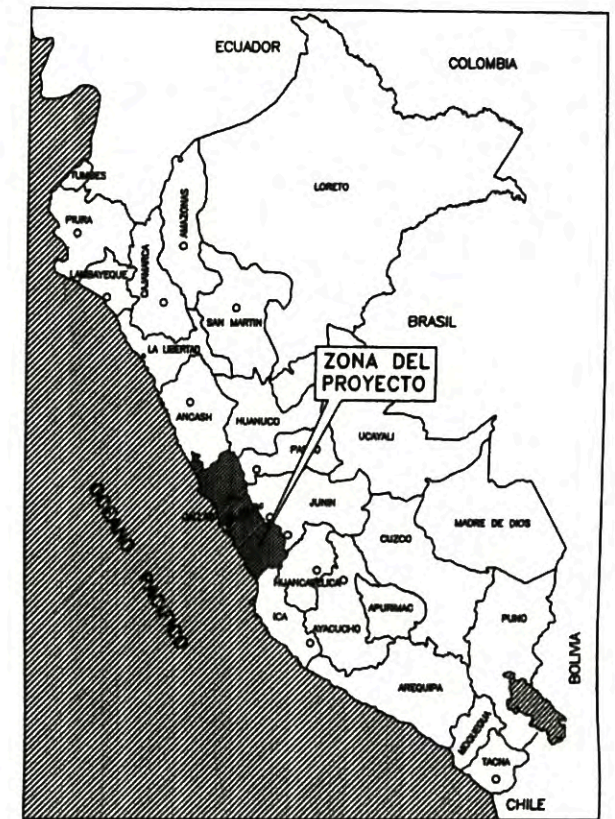 ECUADOR
COLOMBIA
TUMBES
PIURA
LORETO
AMAZONAS
CAJAMARCA
LAMBAYEQUE
SAN MARTIN
BRASIL
LA LIBERTAD
ZONA DEL
PROYECTO
ANCASH
HUANUCO
UCAYALI
OCEANO PACIFICO
JUNIN
MADRE DE DIOS
CUZCO
HUANCAVELICA
APURIMAC
PUNO
ICA
AYACUCHO
BOLIVIA
AREQUIPA
MOQUEGUA
TACNA
CHILE